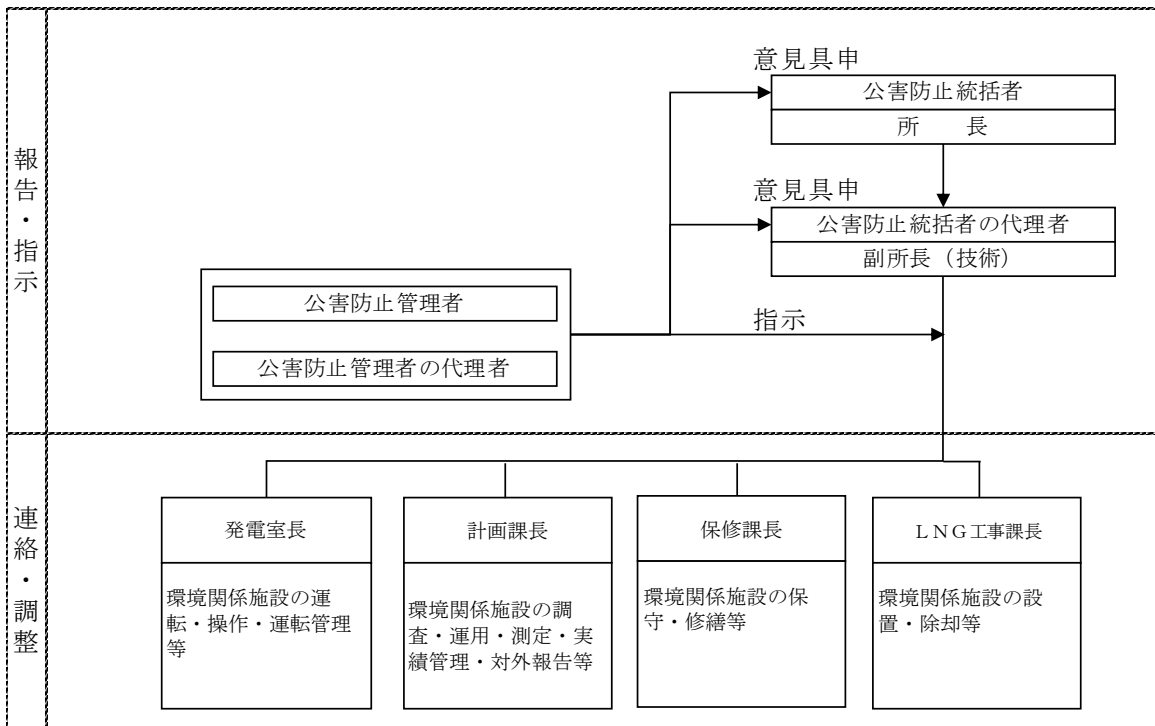 報告・指示
意見具申
公害防止統括者
所　　長
意見具申
公害防止統括者の代理者
副所長（技術）
公害防止管理者
公害防止管理者の代理者
指示
連絡・調整
発電室長
環境関係施設の運
転・操作・運転管理
等
計画課長
環境関係施設の調
査・運用・測定・実
績管理・対外報告等
保修課長
環境関係施設の保
守・修繕等
ＬＮＧ工事課長
環境関係施設の設
置・除却等